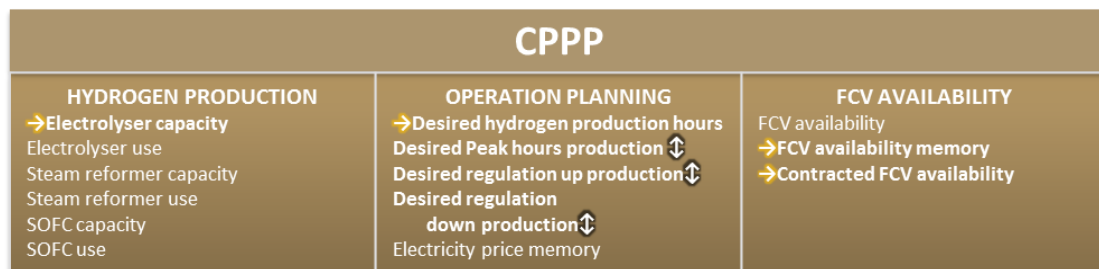 CPPP
HYDROGEN PRODUCTION
→Electrolyser capacity
Electrolyser use
Steam reformer capacity
Steam reformer use
SOFC capacity
SOFC use
OPERATION PLANNING
→Desired hydrogen production hours
Desired Peak hours production ↕
Desired regulation up production↕
Desired regulation
down production↕
Electricity price memory
FCV AVAILABILITY
FCV availability
→FCV availability memory
→Contracted FCV availability